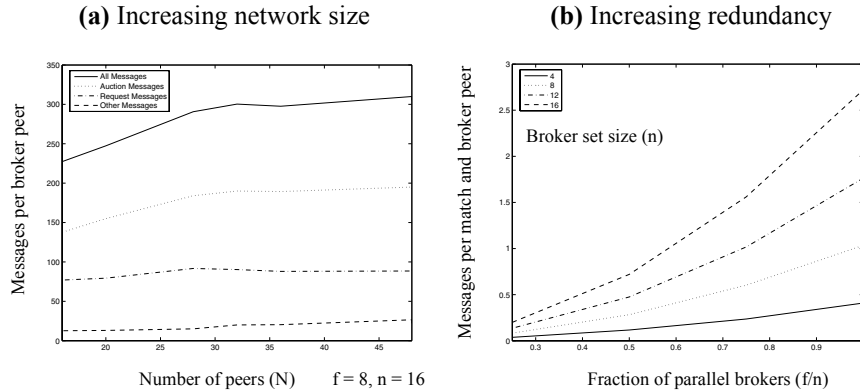 (a) Increasing network size
350
300
250
200
150
100
50
0
All Messages
Auction Messages
Request Messages
Other Messages
Messages per broker peer
20 25 30 35 40 45
Number of peers (N) f = 8, n = 16
(b) Increasing redundancy
3
2.5
2
1.5
1
0.5
0
4
8
12
16
Broker set size (n)
Messages per match and broker peer
0.3 0.4 0.5 0.6 0.7 0.8 0.9 1
Fraction of parallel brokers (f/n)